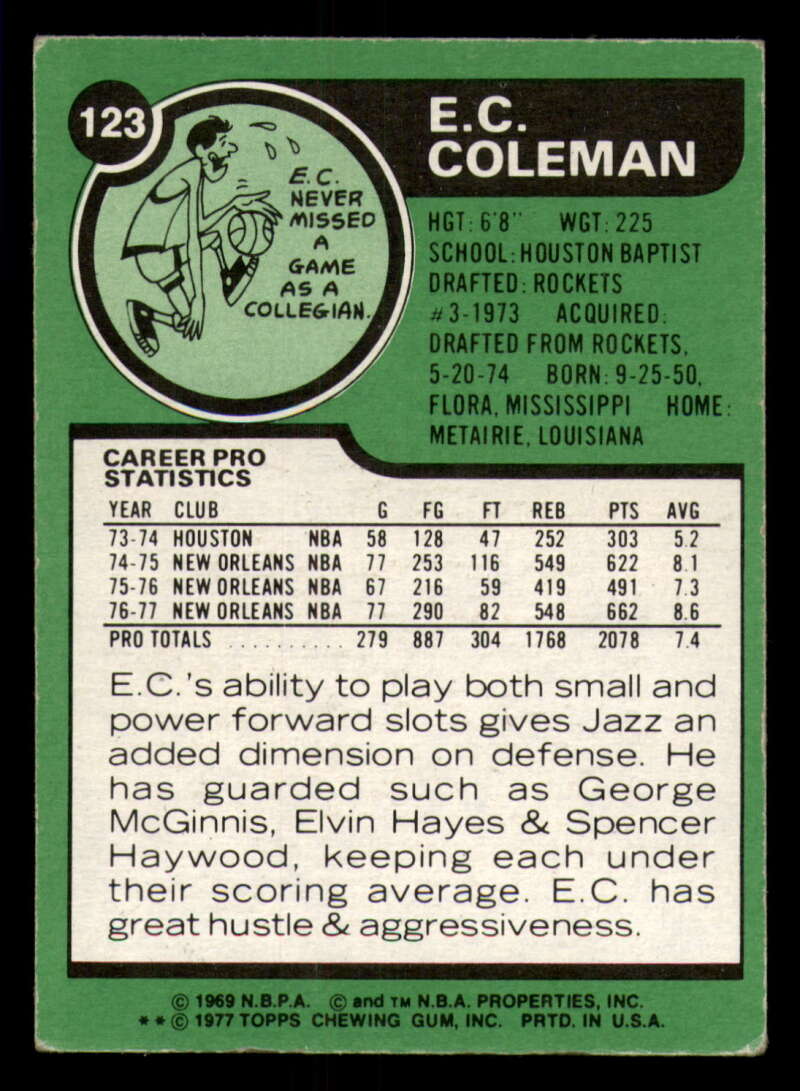 123
E.C.
NEVER
MISSED
A
GAME
AS A
COLLEGIAN.
E.C.
COLEMAN
HGT: 6'8" WGT: 225
SCHOOL: HOUSTON BAPTIST
DRAFTED: ROCKETS
#3-1973 ACQUIRED:
DRAFTED FROM ROCKETS,
5-20-74 BORN: 9-25-50,
FLORA, MISSISSIPPI HOME:
METAIRIE, LOUISIANA
CAREER PRO
STATISTICS
YEAR CLUB G FG FT REB PTS AVG
73-74 HOUSTON NBA 58 128 47 252 303 5.2
74-75 NEW ORLEANS NBA 77 253 116 549 622 8.1
75-76 NEW ORLEANS NBA 67 216 59 419 491 7.3
76-77 NEW ORLEANS NBA 77 290 82 548 662 8.6
PRO TOTALS .......... 279 887 304 1768 2078 7.4
E.C.'s ability to play both small and
power forward slots gives Jazz an
added dimension on defense. He
has guarded such as George
McGinnis, Elvin Hayes & Spencer
Haywood, keeping each under
their scoring average. E.C. has
great hustle & aggressiveness.
© 1969 N.B.P.A. © and TM N.B.A. PROPERTIES, INC.
**© 1977 TOPPS CHEWING GUM, INC. PRTD. IN U.S.A.